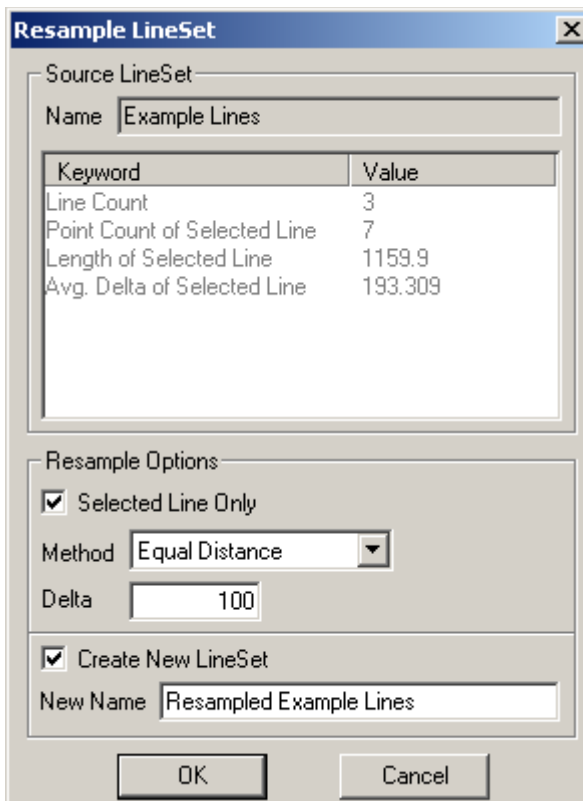 Resample LineSet
Source LineSet
Name Example Lines
Keyword Value
Line Count 3
Point Count of Selected Line 7
Length of Selected Line 1159.9
Avg. Delta of Selected Line 193.309
Resample Options
Selected Line Only
Method Equal Distance
Delta 100
Create New LineSet
New Name Resampled Example Lines
OK Cancel